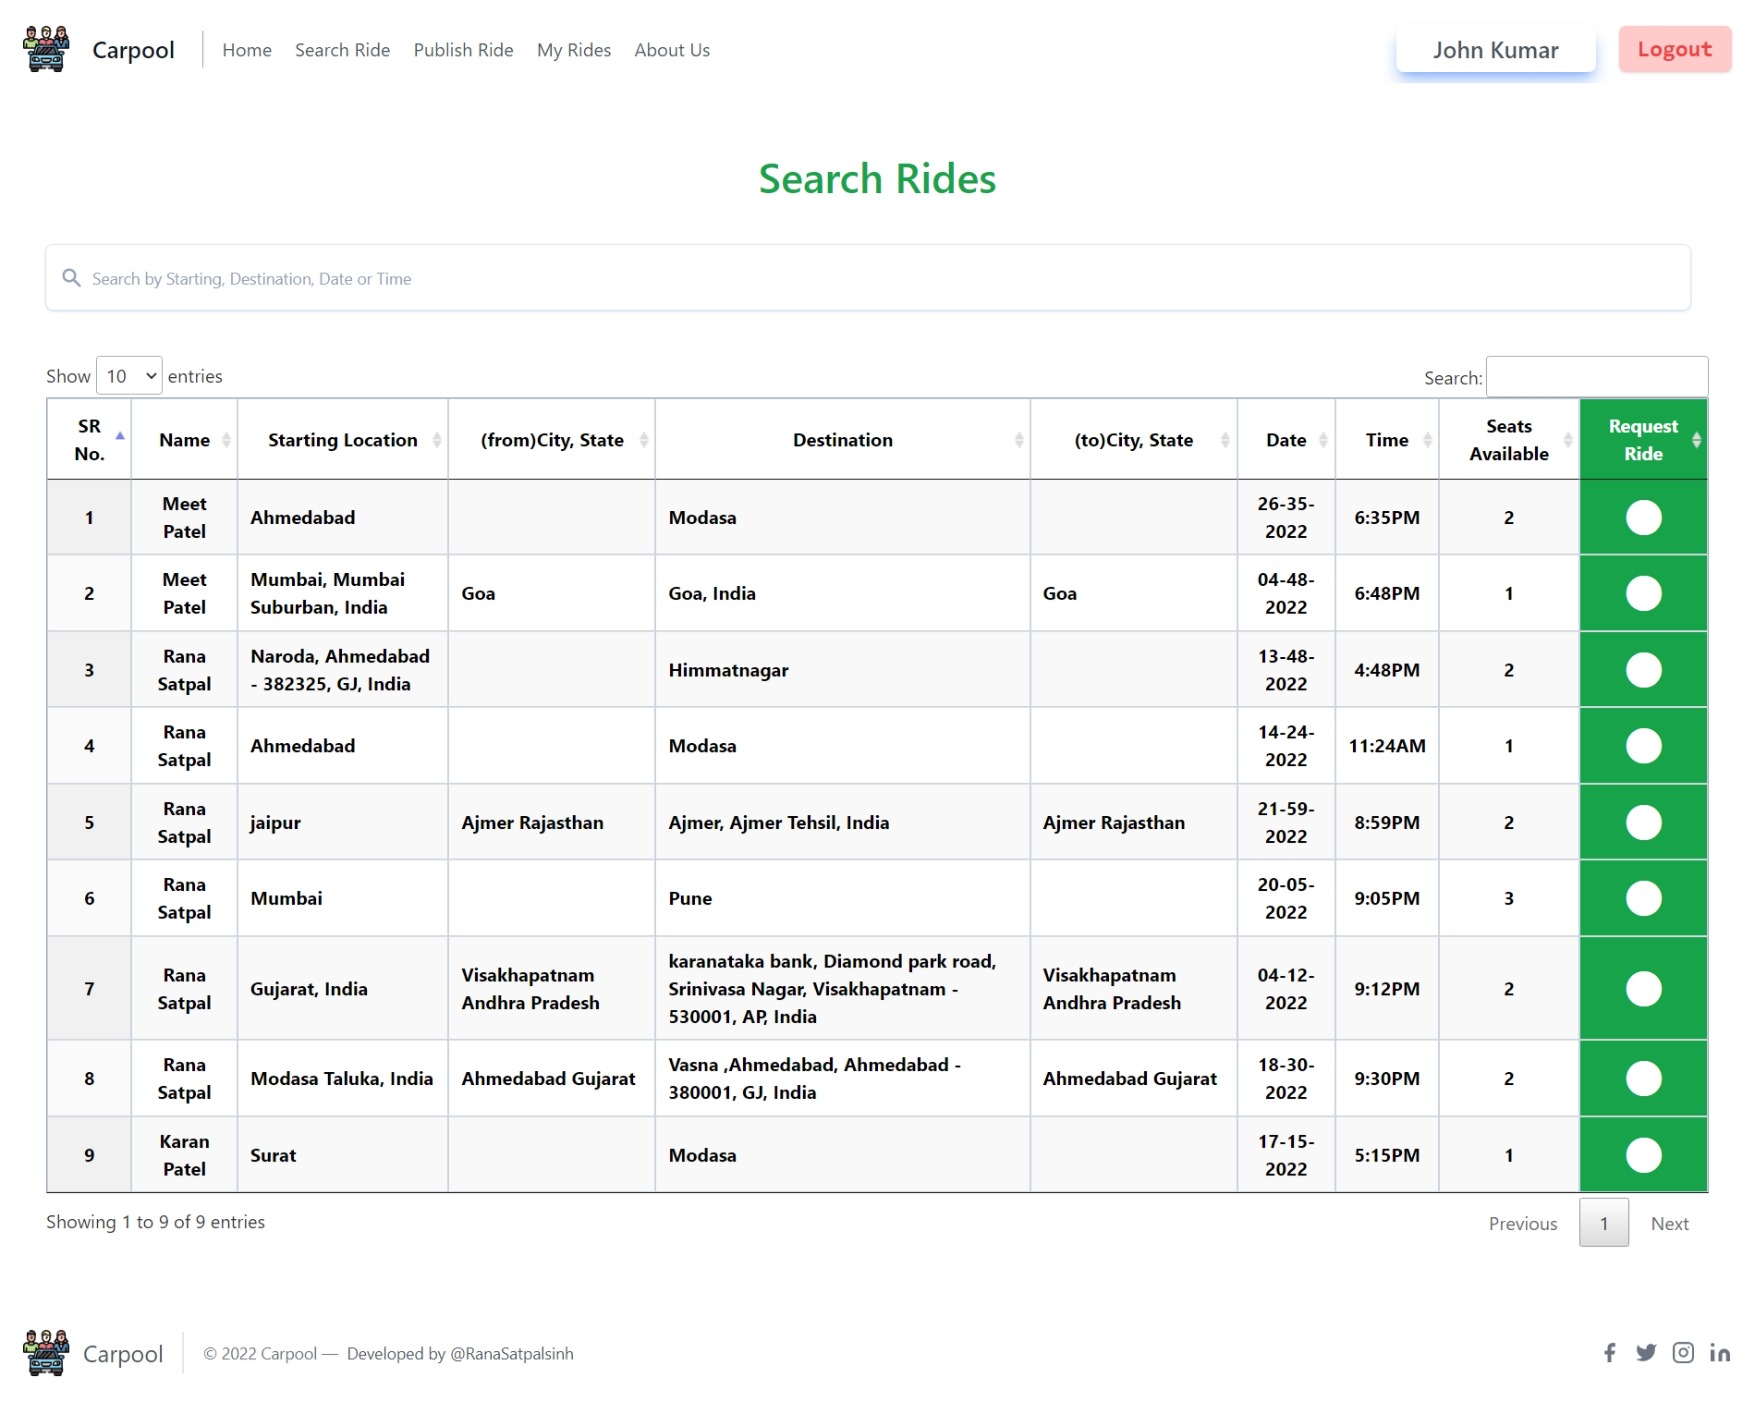 Carpool
Home Search Ride Publish Ride My Rides About Us
John Kumar
Logout
Search Rides
Search by Starting, Destination, Date or Time
Show 10 entries
Search:
SR No. Name Starting Location (from)City, State Destination (to)City, State Date Time Seats Available Request Ride
1 Meet Patel Ahmedabad Modasa 26-35-2022 6:35PM 2
2 Meet Patel Mumbai, Mumbai Suburban, India Goa Goa, India Goa 04-48-2022 6:48PM 1
3 Rana Satpal Naroda, Ahmedabad - 382325, GJ, India Himmatnagar 13-48-2022 4:48PM 2
4 Rana Satpal Ahmedabad Modasa 14-24-2022 11:24AM 1
5 Rana Satpal jaipur Ajmer Rajasthan Ajmer, Ajmer Tehsil, India Ajmer Rajasthan 21-59-2022 8:59PM 2
6 Rana Satpal Mumbai Pune 20-05-2022 9:05PM 3
7 Rana Satpal Gujarat, India Visakhapatnam Andhra Pradesh karanataka bank, Diamond park road, Srinivasa Nagar, Visakhapatnam - 530001, AP, India Visakhapatnam Andhra Pradesh 04-12-2022 9:12PM 2
8 Rana Satpal Modasa Taluka, India Ahmedabad Gujarat Vasna ,Ahmedabad, Ahmedabad - 380001, GJ, India Ahmedabad Gujarat 18-30-2022 9:30PM 2
9 Karan Patel Surat Modasa 17-15-2022 5:15PM 1
Showing 1 to 9 of 9 entries
Previous 1 Next
Carpool
© 2022 Carpool — Developed by @RanaSatpalsinh